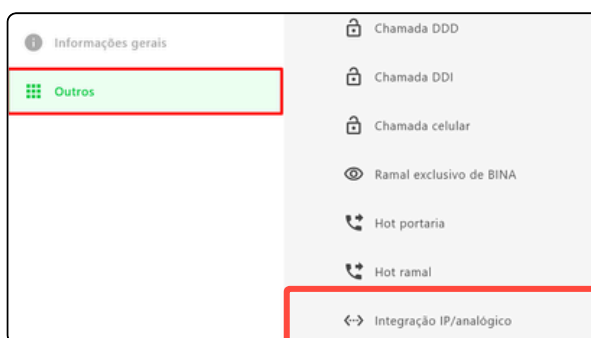 Informações gerais
Outros
Chamada DDD
Chamada DDI
Chamada celular
Ramal exclusivo de BINA
Hot portaria
Hot ramal
Integração IP/analógico